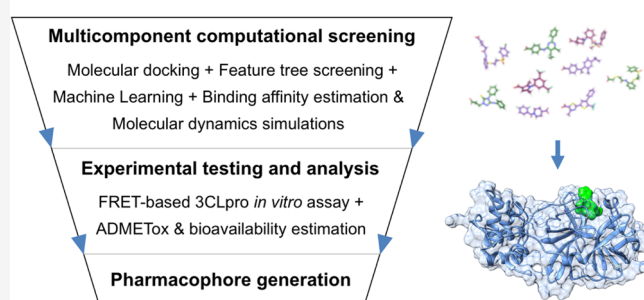 Multicomponent computational screening
Molecular docking + Feature tree screening +
Machine Learning + Binding affinity estimation &
Molecular dynamics simulations
Experimental testing and analysis
FRET-based 3CLpro in vitro assay +
ADMETox & bioavailability estimation
Pharmacophore generation